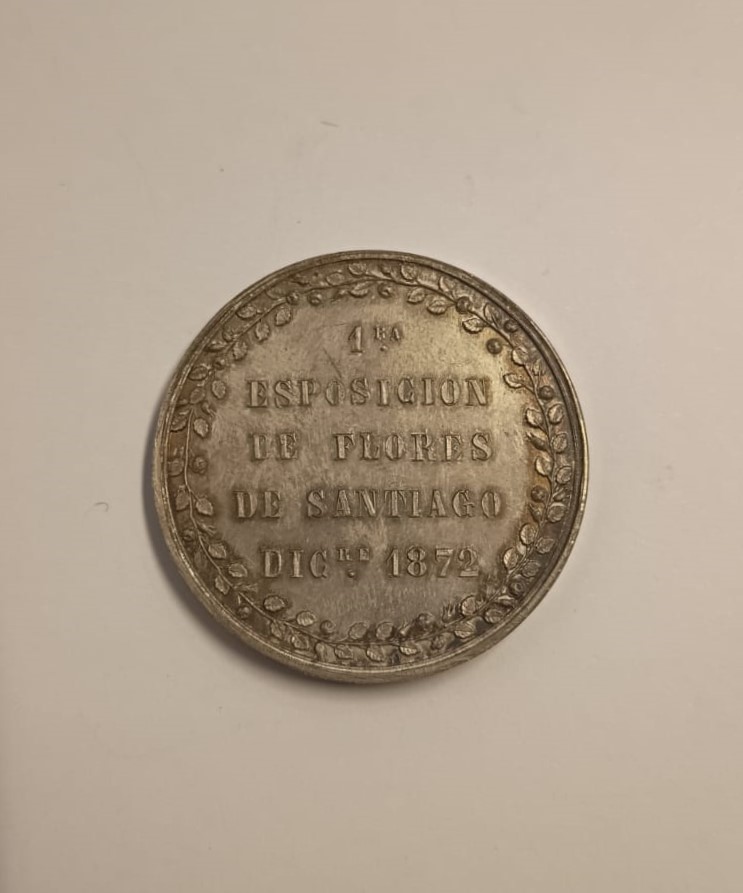 1RA.
ESPOSICION
DE FLORES
DE SANTIAGO
DICRE. 1872